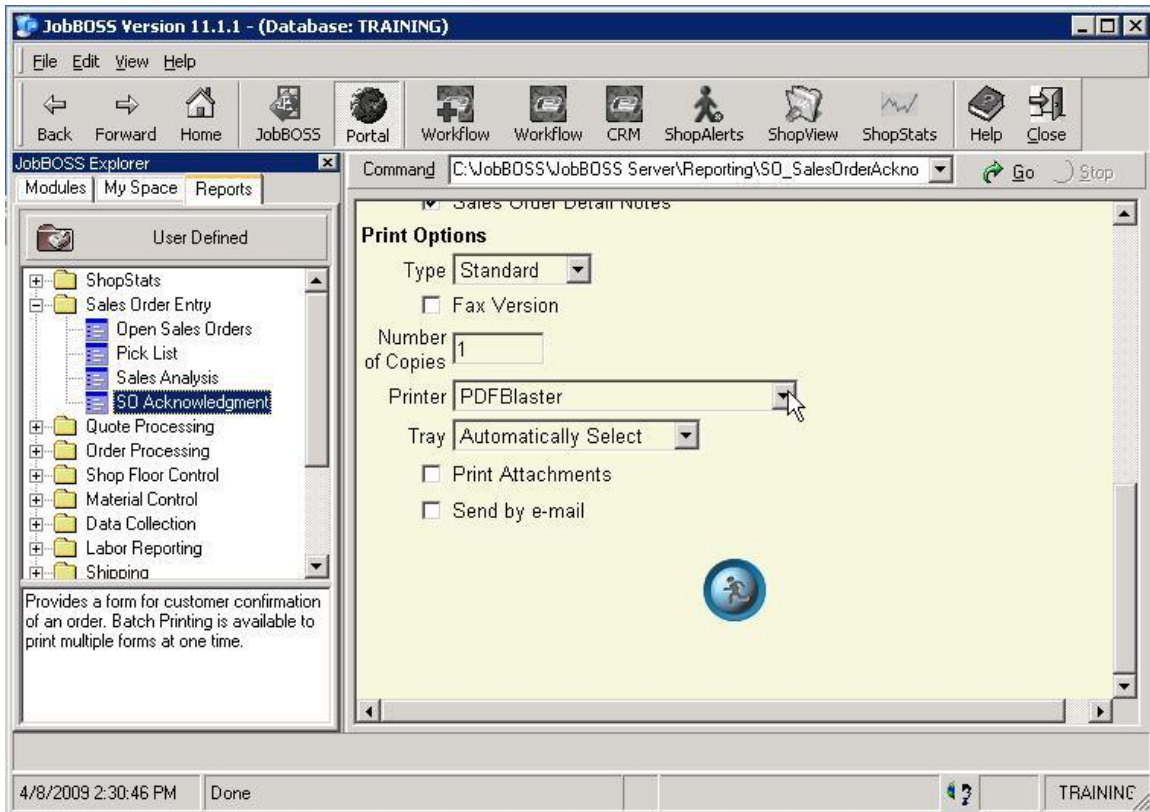 JobBOSS Version 11.1.1 - (Database: TRAINING)
File Edit View Help
Back Forward Home JobBOSS Portal Workflow Workflow CRM ShopAlerts ShopView ShopStats Help Close
JobBOSS Explorer
Modules My Space Reports
User Defined
ShopStats
Sales Order Entry
Open Sales Orders
Pick List
Sales Analysis
SO Acknowledgment
Quote Processing
Order Processing
Shop Floor Control
Material Control
Data Collection
Labor Reporting
Shipping
Provides a form for customer confirmation
of an order. Batch Printing is available to
print multiple forms at one time.
Command C:\JobBOSS\JobBOSS Server\Reporting\SO_SalesOrderAckno Go Stop
Sales Order Detail Notes
Print Options
Type Standard
Fax Version
Number
of Copies 1
Printer PDFBlaster
Tray Automatically Select
Print Attachments
Send by e-mail
4/8/2009 2:30:46 PM Done TRAINING